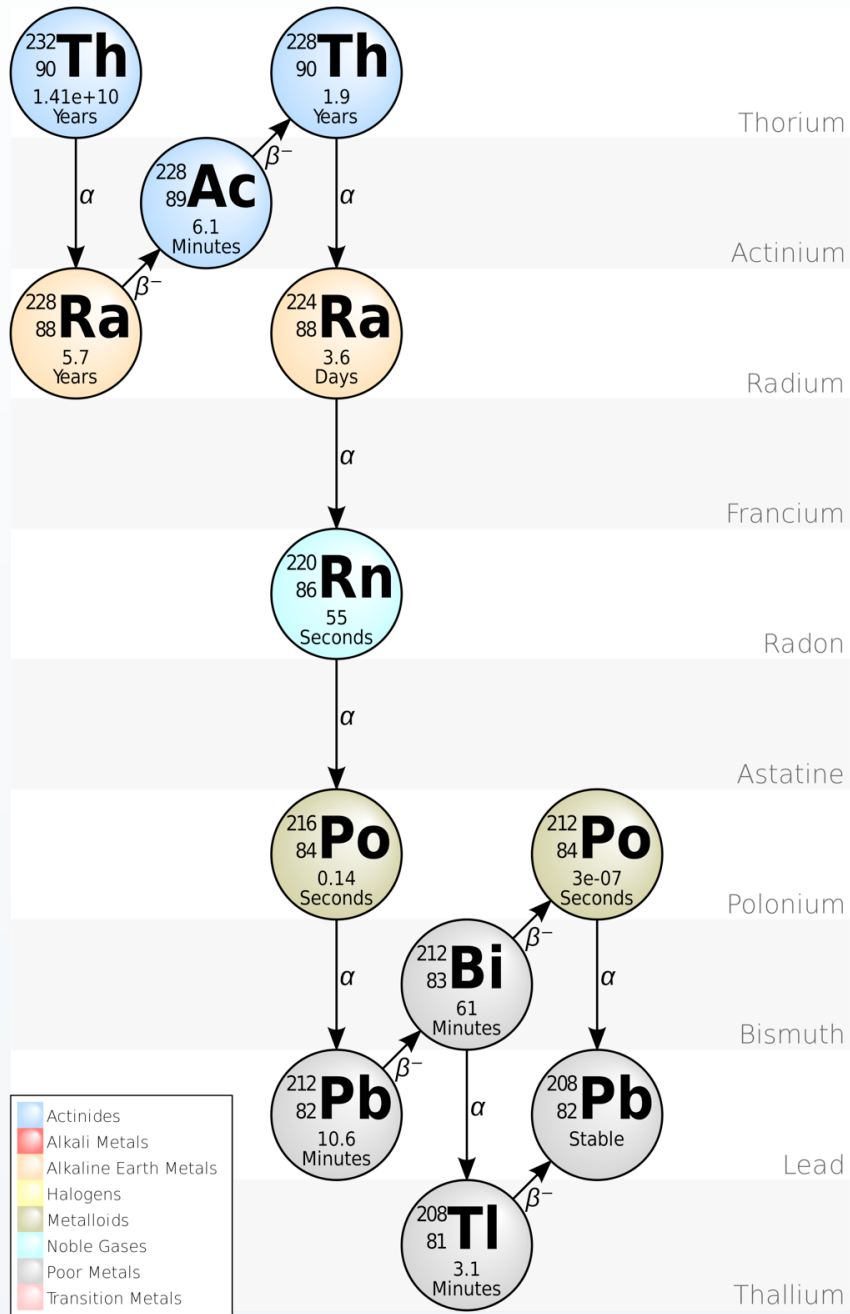 232
90
Th
1.41e+10
Years
228
90
Th
1.9
Years
Thorium
α
β−
228
89
Ac
6.1
Minutes
α
Actinium
β−
228
88
Ra
5.7
Years
224
88
Ra
3.6
Days
Radium
α
Francium
220
86
Rn
55
Seconds
Radon
α
Astatine
216
84
Po
0.14
Seconds
212
84
Po
3e-07
Seconds
Polonium
α
β−
212
83
Bi
61
Minutes
α
Bismuth
β−
212
82
Pb
10.6
Minutes
α
208
82
Pb
Stable
Lead
β−
208
81
Tl
3.1
Minutes
Thallium
Actinides
Alkali Metals
Alkaline Earth Metals
Halogens
Metalloids
Noble Gases
Poor Metals
Transition Metals